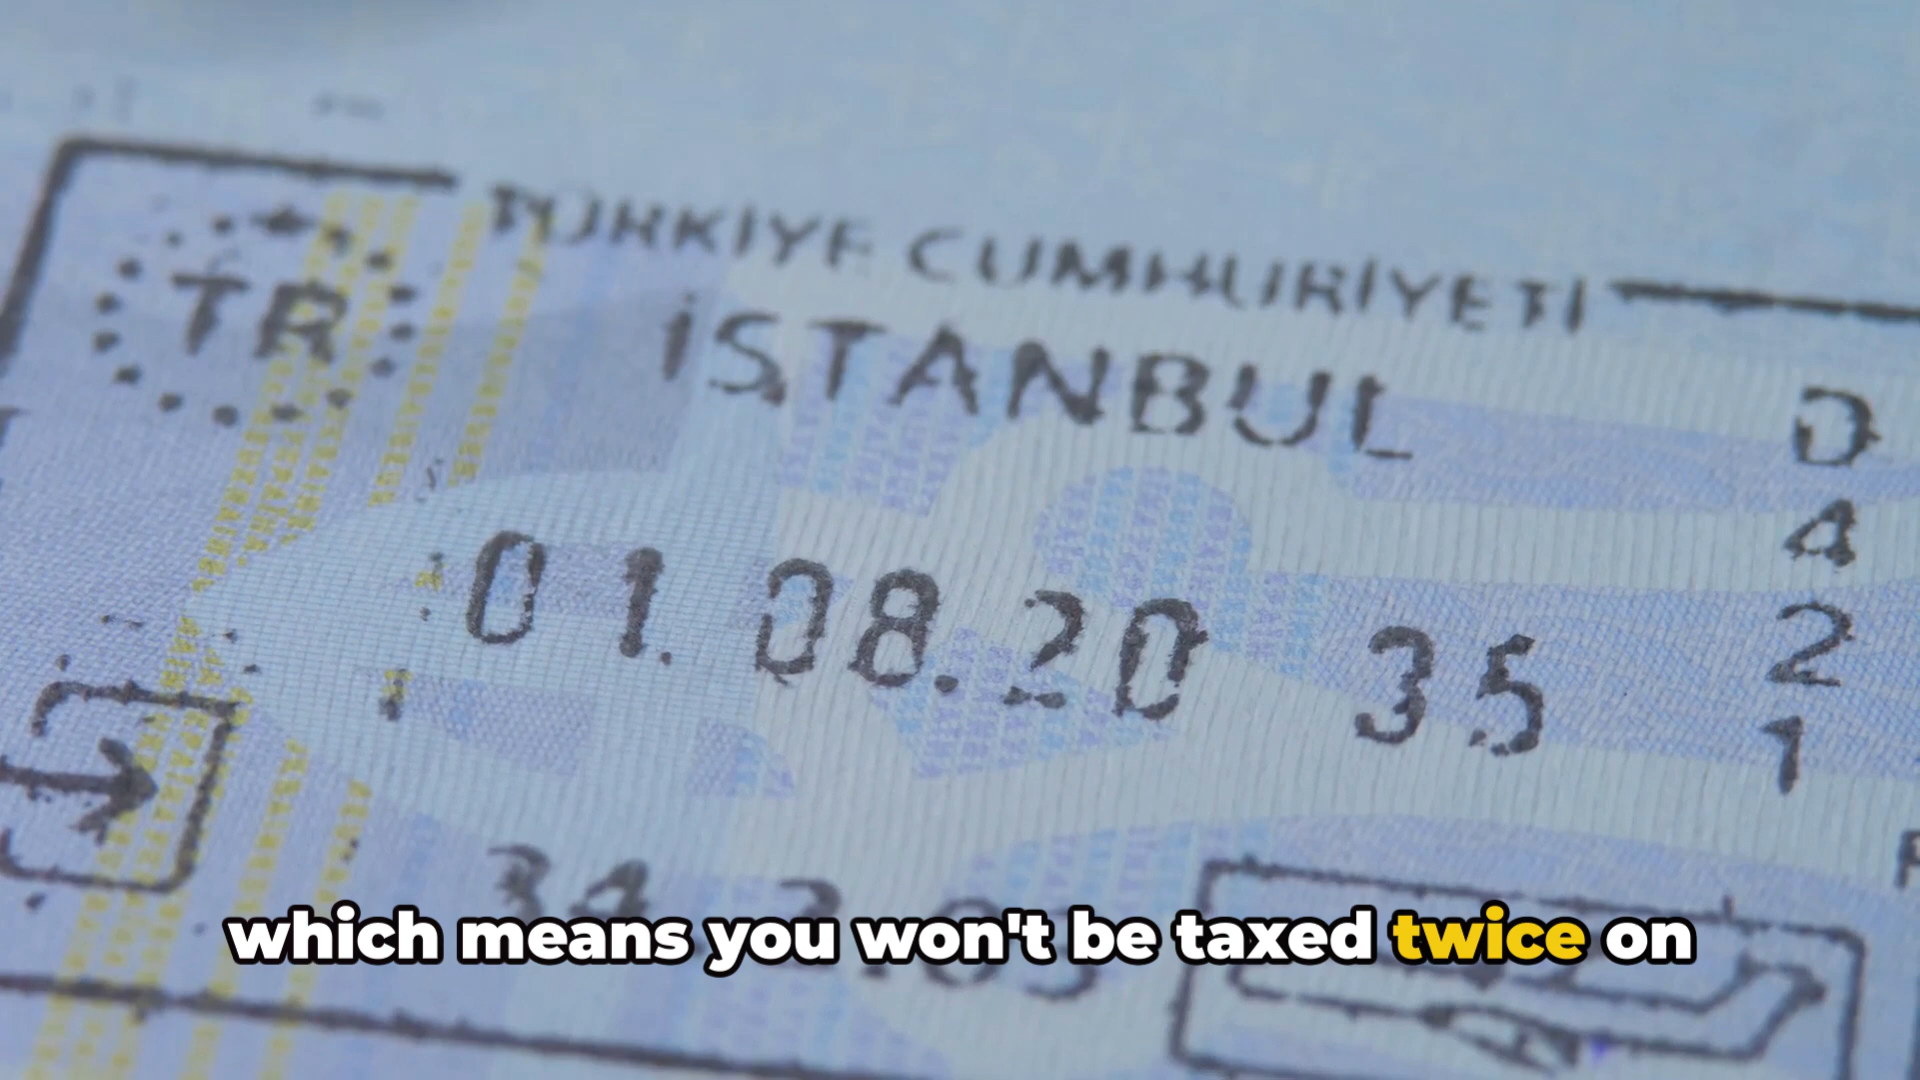 TÜRKİYE CUMHURİYETİ
TR
İSTANBUL
D
A
2
1
01.08.20 35
which means you won't be taxed twice on